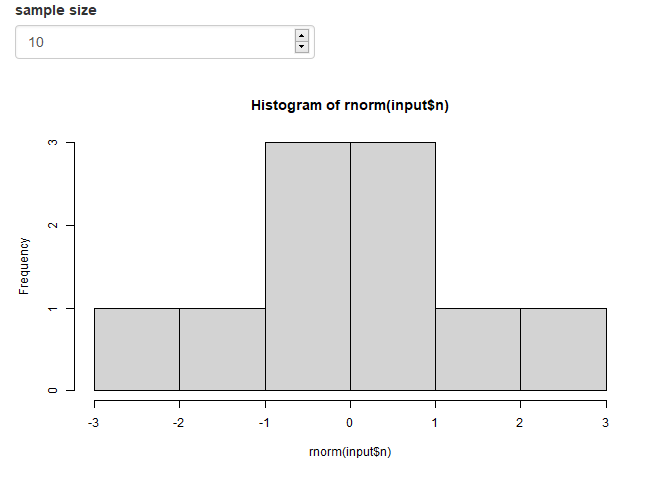 sample size
10
Histogram of rnorm(input$n)
3
2
1
0
Frequency
-3 -2 -1 0 1 2 3
rnorm(input$n)